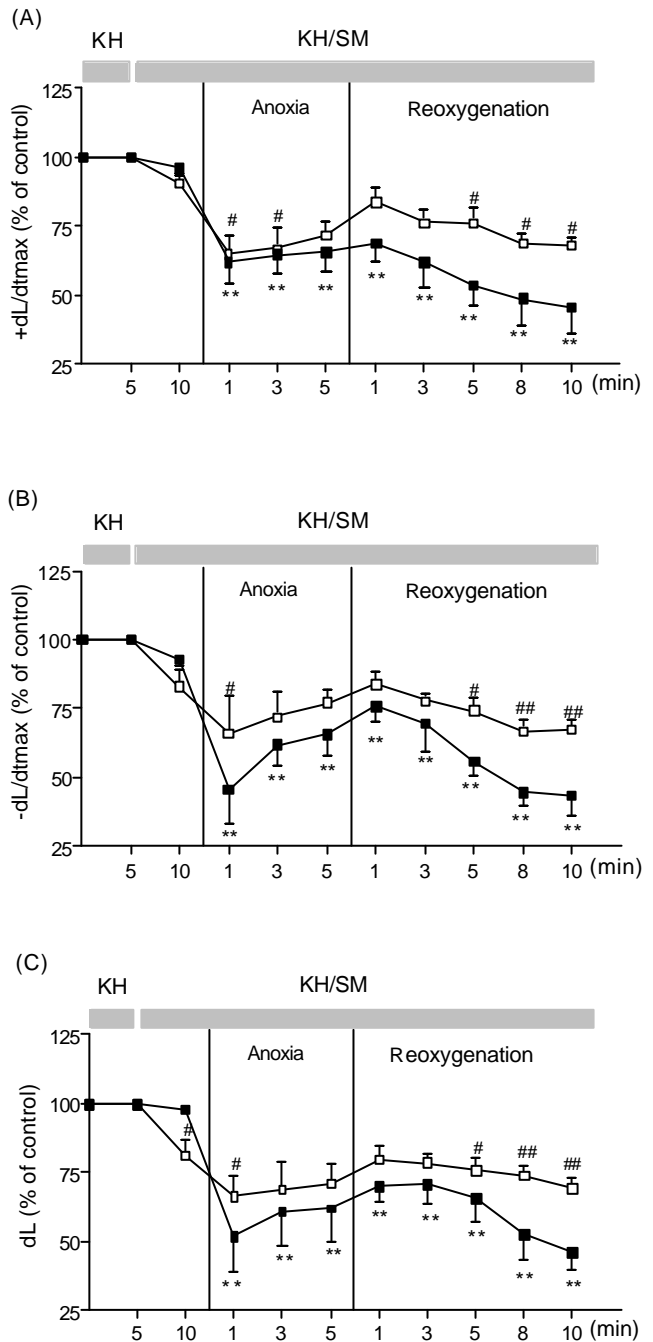 (A)
KH KH/SM
125
Anoxia Reoxygenation
100
# # # # #
75
50
** ** ** ** ** ** ** **
25
+dL/dtmax (% of control)
5 10 1 3 5 1 3 5 8 10 (min)
(B)
KH KH/SM
125
Anoxia Reoxygenation
100
# # ## ##
75
50
** ** ** ** ** ** ** **
25
-dL/dtmax (% of control)
5 10 1 3 5 1 3 5 8 10 (min)
(C)
KH KH/SM
125
Anoxia Reoxygenation
100
# # # ## ##
75
50
** ** ** ** ** ** ** **
25
dL (% of control)
5 10 1 3 5 1 3 5 8 10 (min)